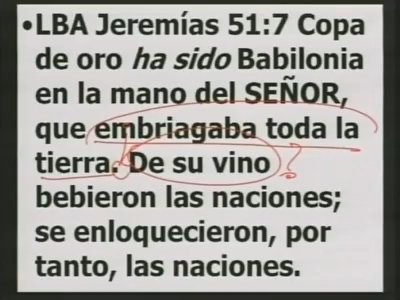 •LBA Jeremías 51:7 Copa
de oro ha sido Babilonia
en la mano del SEÑOR,
que embriagaba toda la
tierra. De su vino
bebieron las naciones;
se enloquecieron, por
tanto, las naciones.